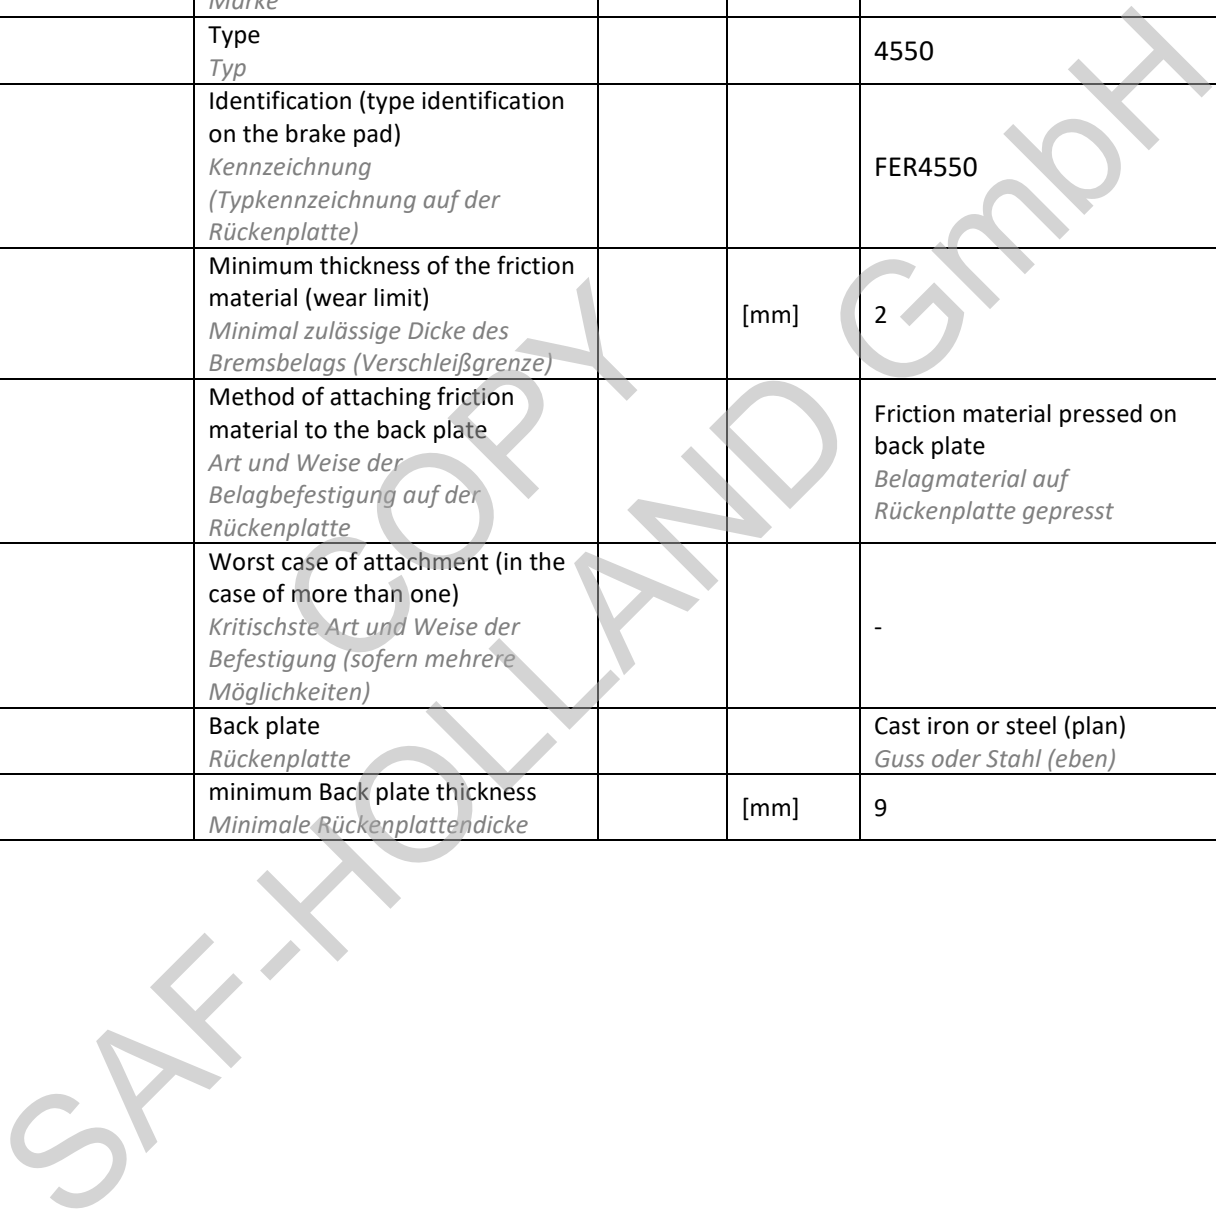 Marke
Type
Typ
4550
Identification (type identification
on the brake pad)
Kennzeichnung
(Typkennzeichnung auf der
Rückenplatte)
FER4550
Minimum thickness of the friction
material (wear limit)
Minimal zulässige Dicke des
Bremsbelags (Verschleißgrenze)
[mm]
2
Method of attaching friction
material to the back plate
Art und Weise der
Belagbefestigung auf der
Rückenplatte
Friction material pressed on
back plate
Belagmaterial auf
Rückenplatte gepresst
Worst case of attachment (in the
case of more than one)
Kritischste Art und Weise der
Befestigung (sofern mehrere
Möglichkeiten)
-
Back plate
Rückenplatte
Cast iron or steel (plan)
Guss oder Stahl (eben)
minimum Back plate thickness
Minimale Rückenplattendicke
[mm]
9
COPY
SAF-HOLLAND GmbH